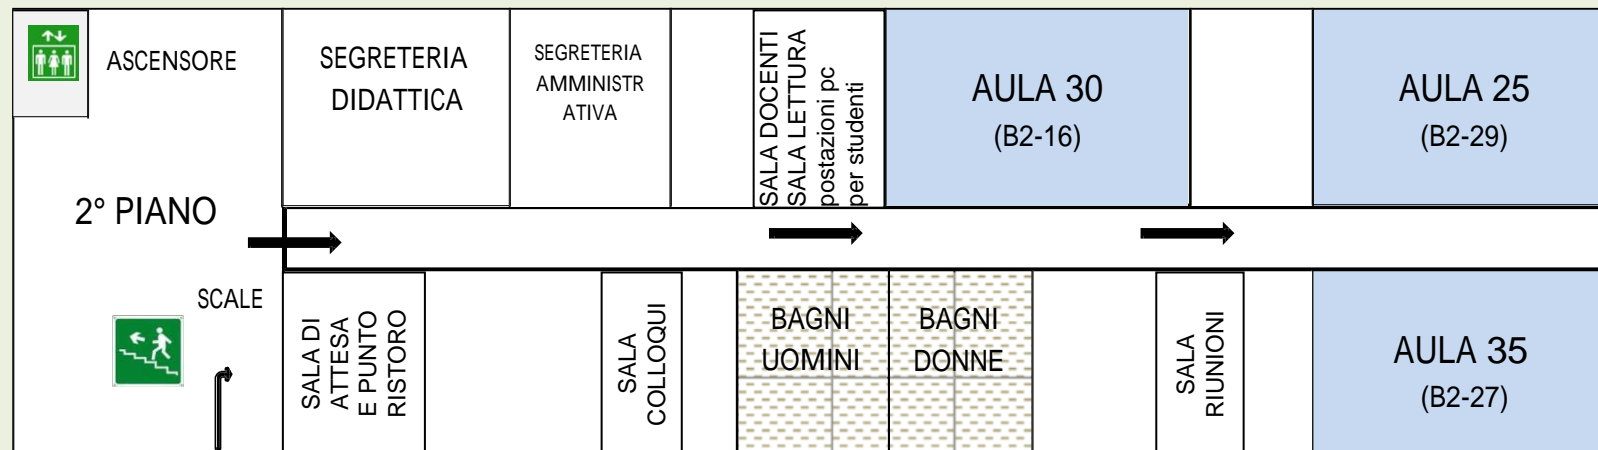 ASCENSORE
SEGRETERIA
DIDATTICA
SEGRETERIA
AMMINISTR
ATIVA
SALA DOCENTI
SALA LETTURA
postazioni pc
per studenti
AULA 30
(B2-16)
AULA 25
(B2-29)
2° PIANO
SCALE
SALA DI
ATTESA
E PUNTO
RISTORO
SALA
COLLOQUI
BAGNI
UOMINI
BAGNI
DONNE
SALA
RIUNIONI
AULA 35
(B2-27)